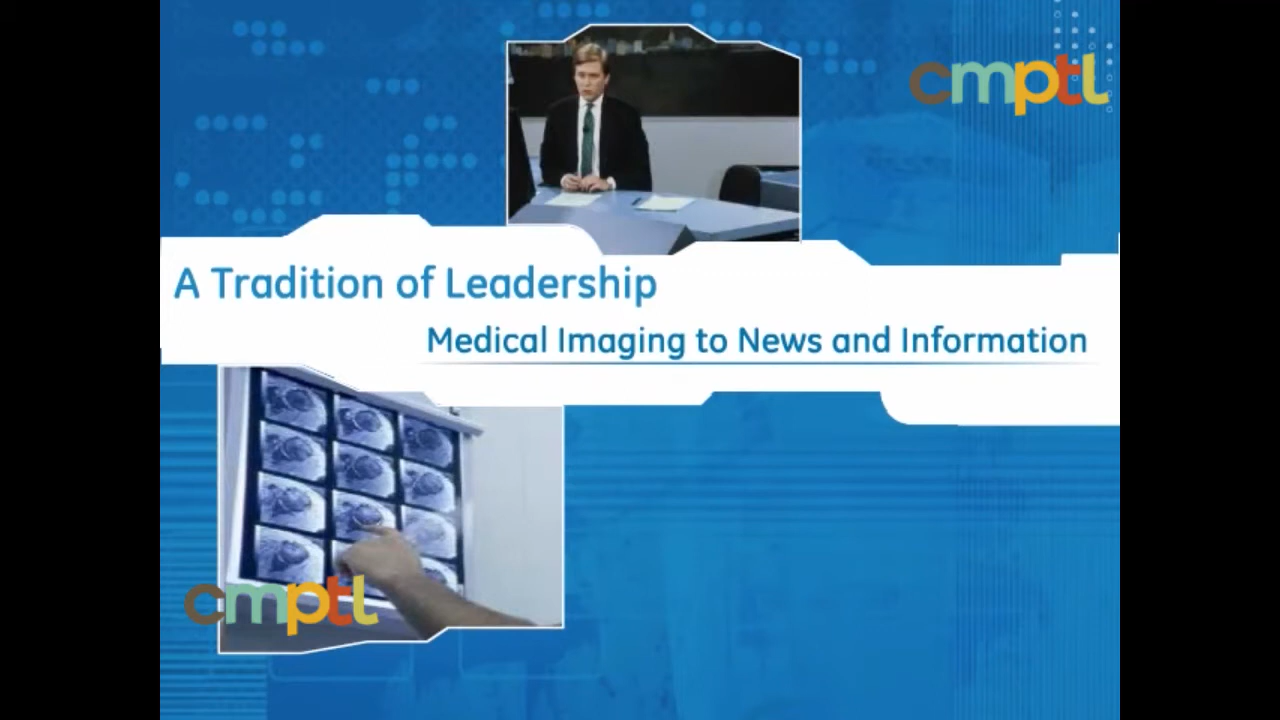 cmptl
A Tradition of Leadership
Medical Imaging to News and Information
cmptl